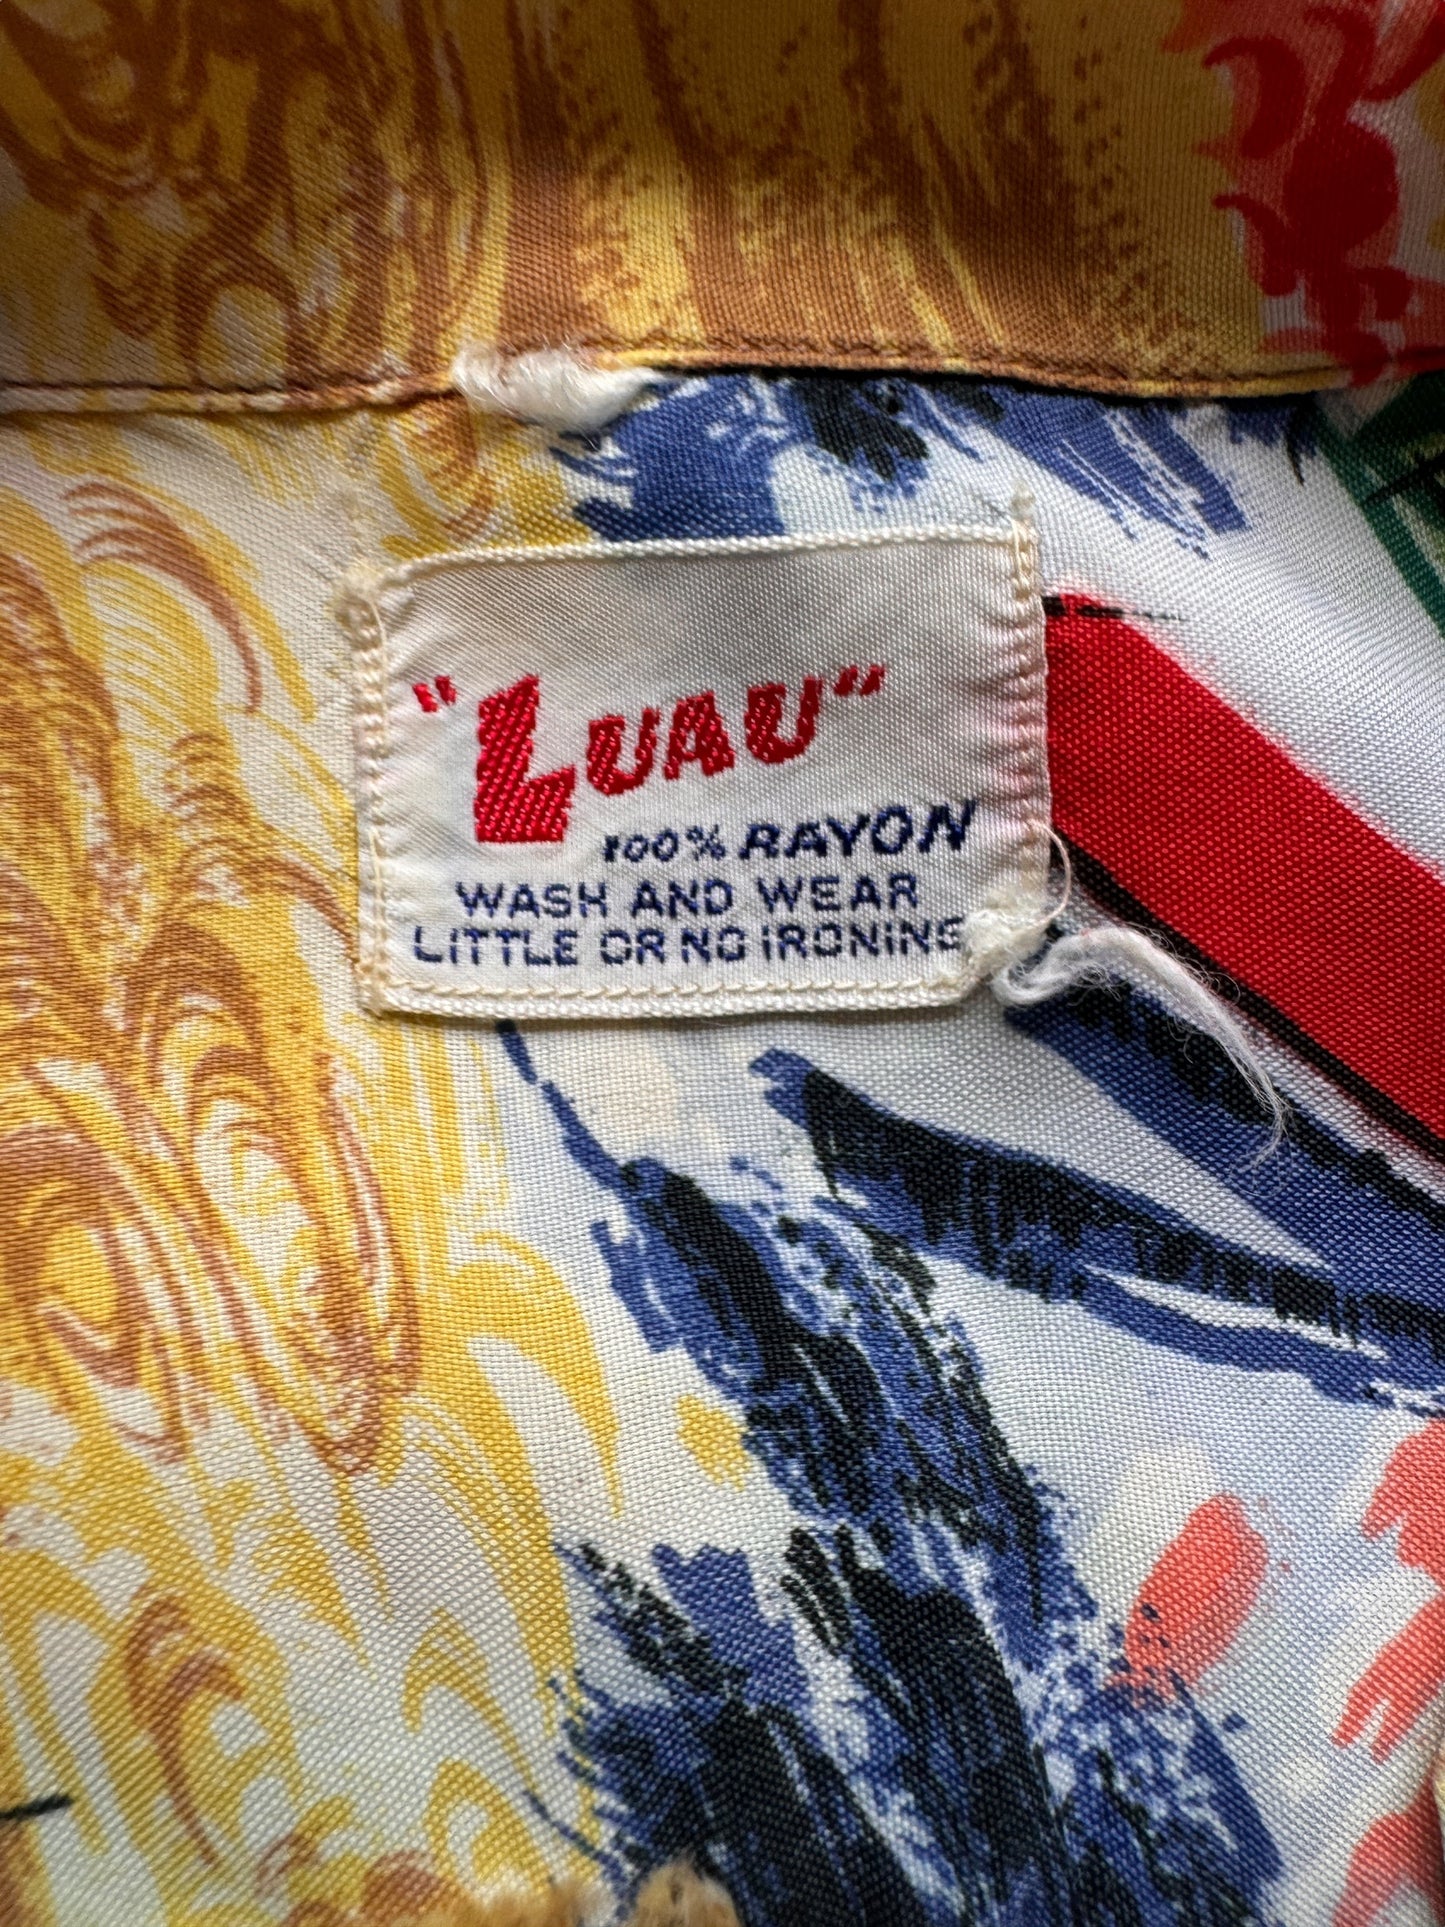 "LUAU"
100% RAYON
WASH AND WEAR
LITTLE OR NO IRONING